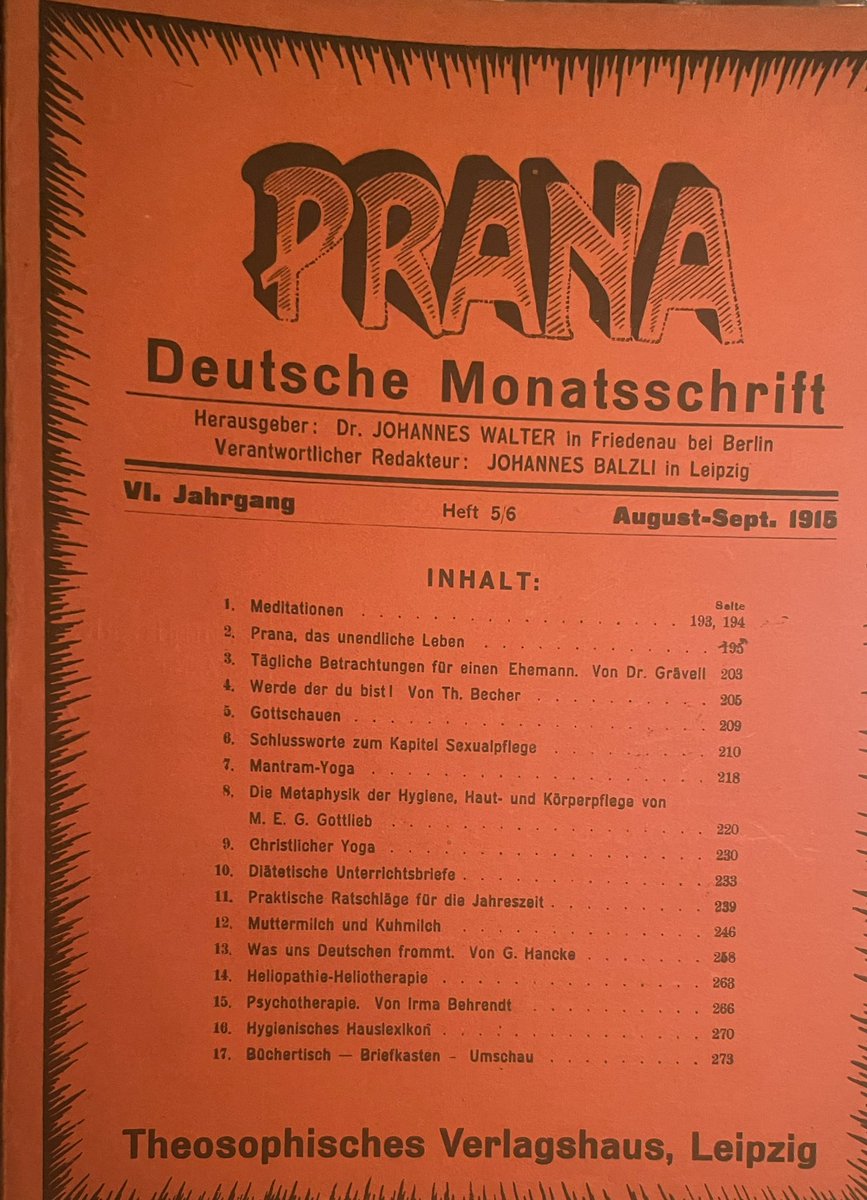 PRANA
Deutsche Monatsschrift
Herausgeber: Dr. JOHANNES WALTER in Friedenau bei Berlin
Verantwortlicher Redakteur: JOHANNES BALZLI in Leipzig
VI. Jahrgang Heft 5/6 August-Sept. 1915
INHALT:
Seite
1. Meditationen . . . . . . . . . . . . . . . . . . 193, 194
2. Prana, das unendliche Leben . . . . . . . . . . . . 195
3. Tägliche Betrachtungen für einen Ehemann. Von Dr. Grävell 203
4. Werde der du bist! Von Th. Becher . . . . . . . . . 205
5. Gottschauen . . . . . . . . . . . . . . . . . . 209
6. Schlussworte zum Kapitel Sexualpflege . . . . . . . . 210
7. Mantram-Yoga . . . . . . . . . . . . . . . . . 218
8. Die Metaphysik der Hygiene, Haut- und Körperpflege von
M. E. G. Gottlieb . . . . . . . . . . . . . . . . 220
9. Christlicher Yoga . . . . . . . . . . . . . . . . 230
10. Diätetische Unterrichtsbriefe . . . . . . . . . . . . 233
11. Praktische Ratschläge für die Jahreszeit . . . . . . . . 239
12. Muttermilch und Kuhmilch . . . . . . . . . . . . . 246
13. Was uns Deutschen frommt. Von G. Hancke . . . . . . 258
14. Heliopathie-Heliotherapie . . . . . . . . . . . . . 263
15. Psychotherapie. Von Irma Behrendt . . . . . . . . . 266
16. Hygienisches Hauslexikon . . . . . . . . . . . . . 270
17. Büchertisch — Briefkasten - Umschau . . . . . . . . 273
Theosophisches Verlagshaus, Leipzig